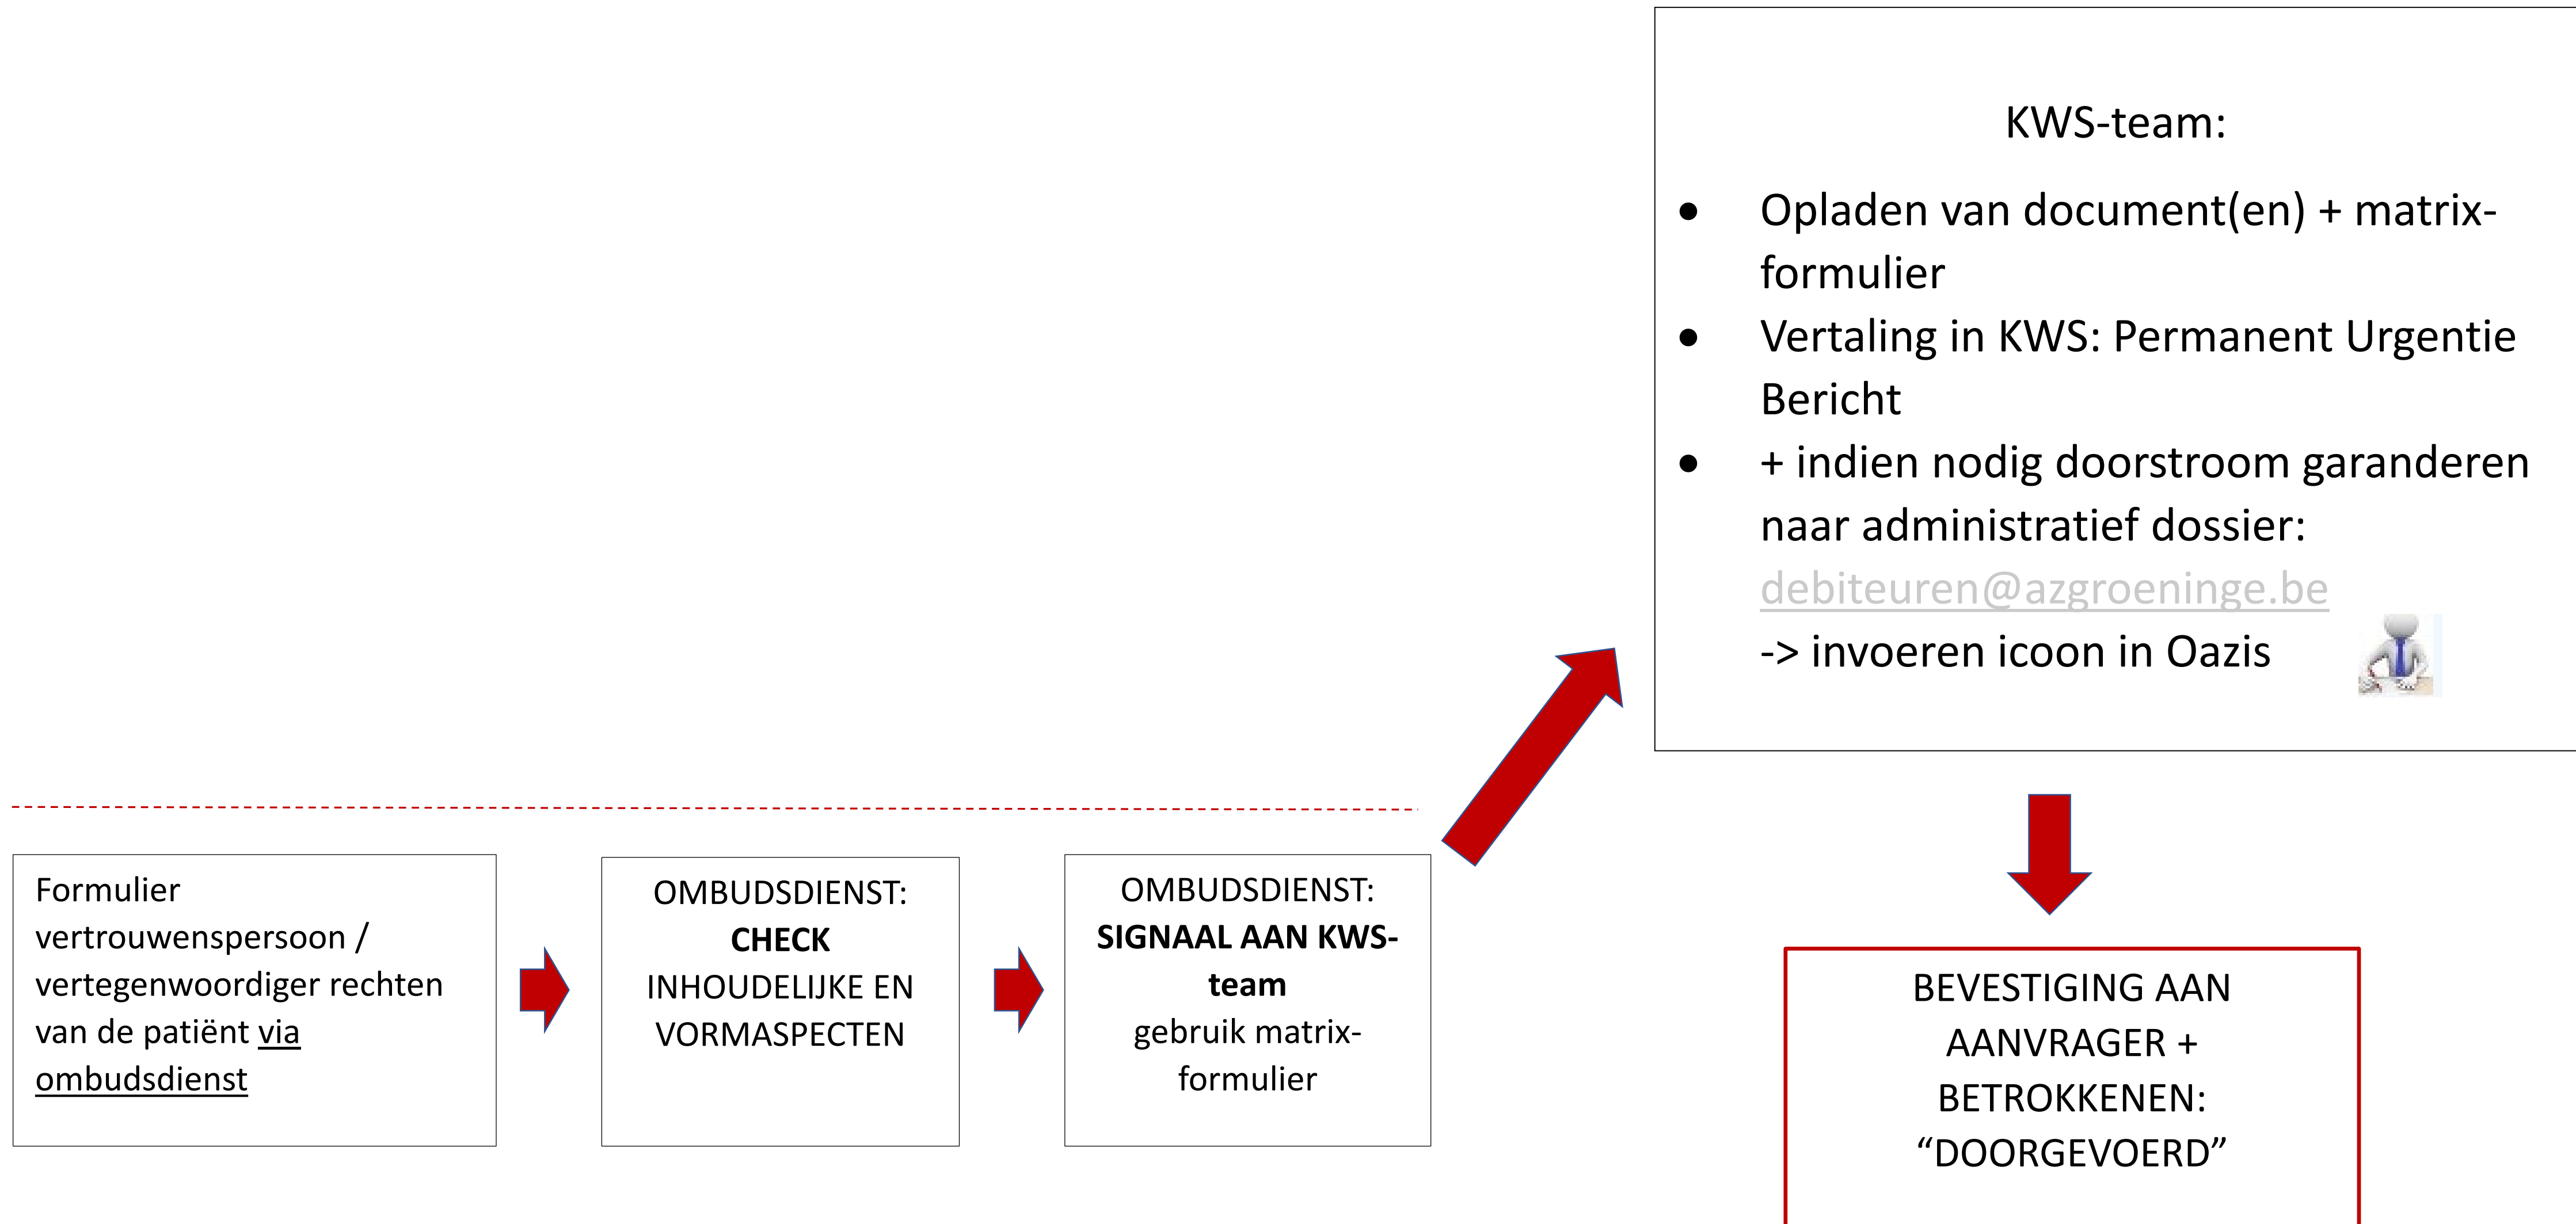 KWS-team:
• Opladen van document(en) + matrix-
formulier
• Vertaling in KWS: Permanent Urgentie
Bericht
• + indien nodig doorstroom garanderen
naar administratief dossier:
debiteuren@azgroeninge.be
-> invoeren icoon in Oazis
Formulier
vertrouwenspersoon /
vertegenwoordiger rechten
van de patiënt via
ombudsdienst
OMBUDSDIENST:
CHECK
INHOUDELIJKE EN
VORMASPECTEN
OMBUDSDIENST:
SIGNAAL AAN KWS-
team
gebruik matrix-
formulier
BEVESTIGING AAN
AANVRAGER +
BETROKKENEN:
“DOORGEVOERD”